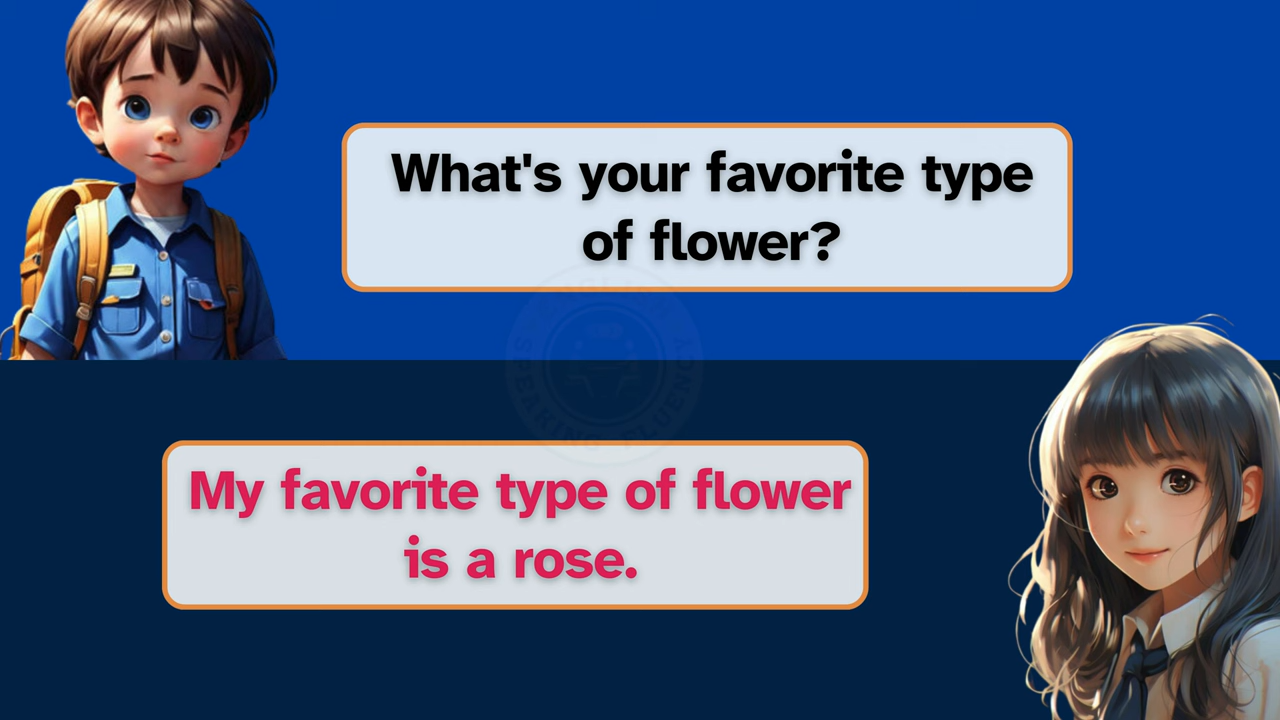 What's your favorite type
of flower?
My favorite type of flower
is a rose.